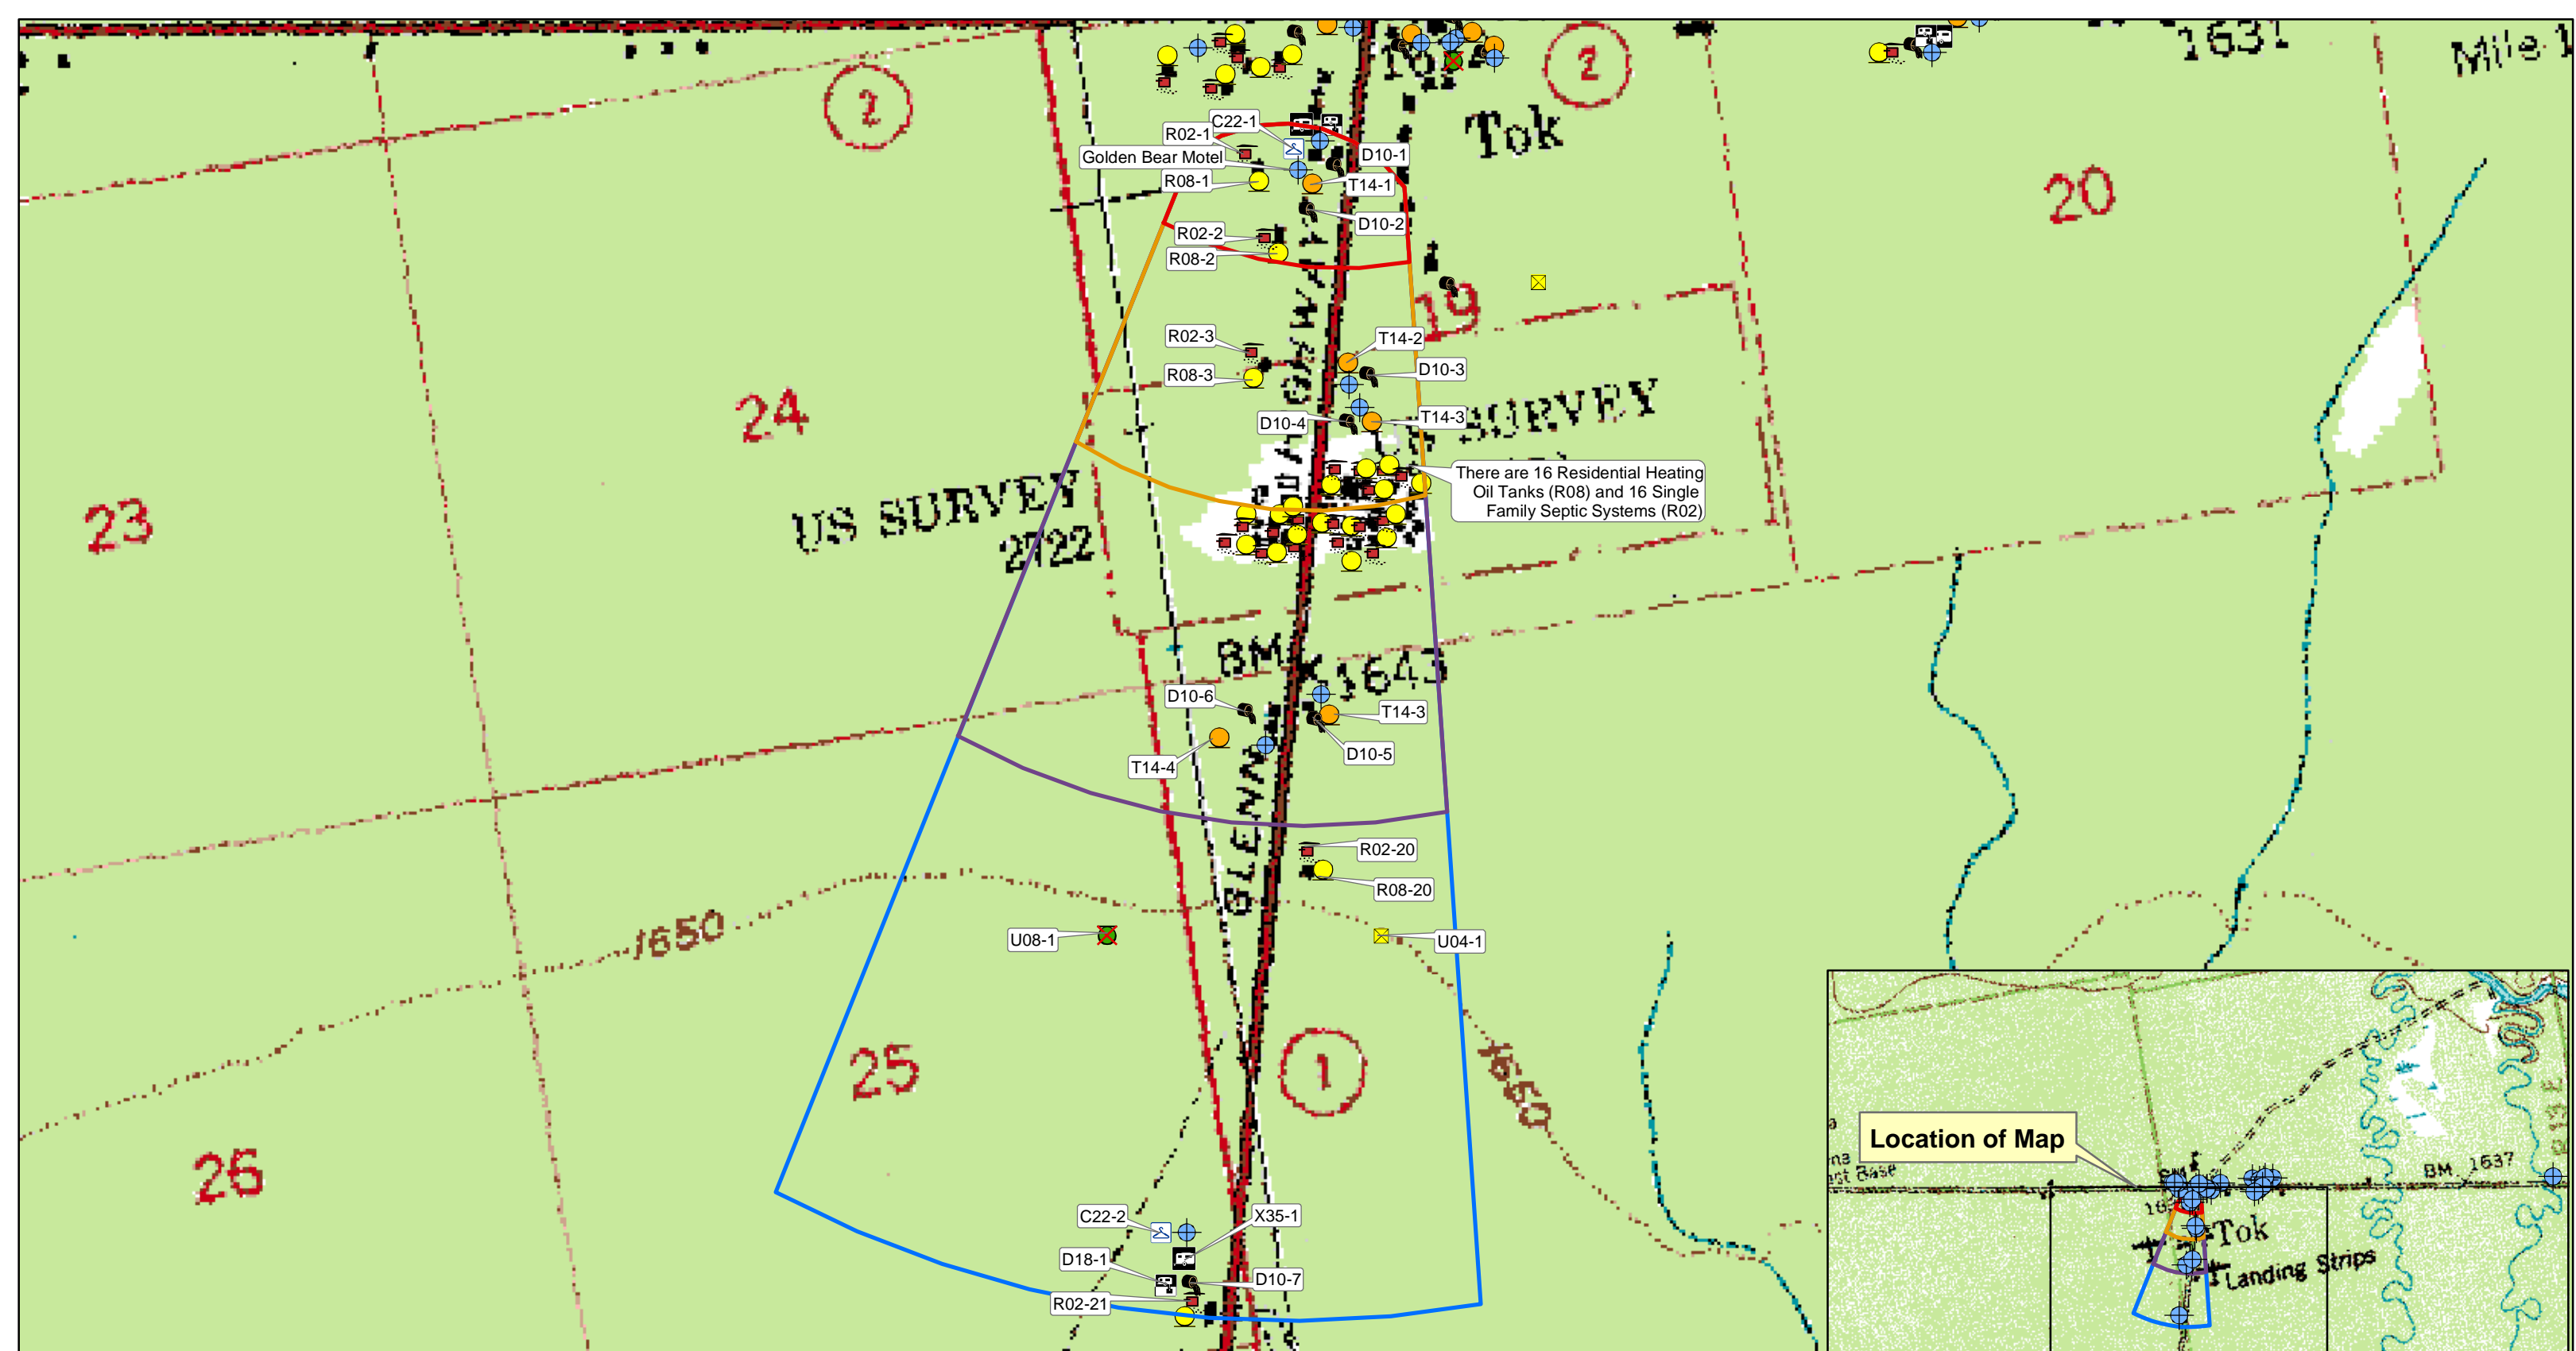 2
2
Tok
1631
Mile 1
C22-1
R02-1
D10-1
Golden Bear Motel
R08-1
T14-1
20
D10-2
R02-2
R08-2
19
R02-3
T14-2
R08-3
D10-3
24
T14-3
D10-4
SURVEY
There are 16 Residential Heating
Oil Tanks (R08) and 16 Single
Family Septic Systems (R02)
23
US SURVEY
2722
BM X 1643
D10-6
T14-3
D10-5
T14-4
GLENN
R02-20
R08-20
1650
U08-1
U04-1
25
1
1650
26
C22-2
X35-1
D18-1
D10-7
R02-21
Location of Map
BM 1637
Tok
Landing Strips